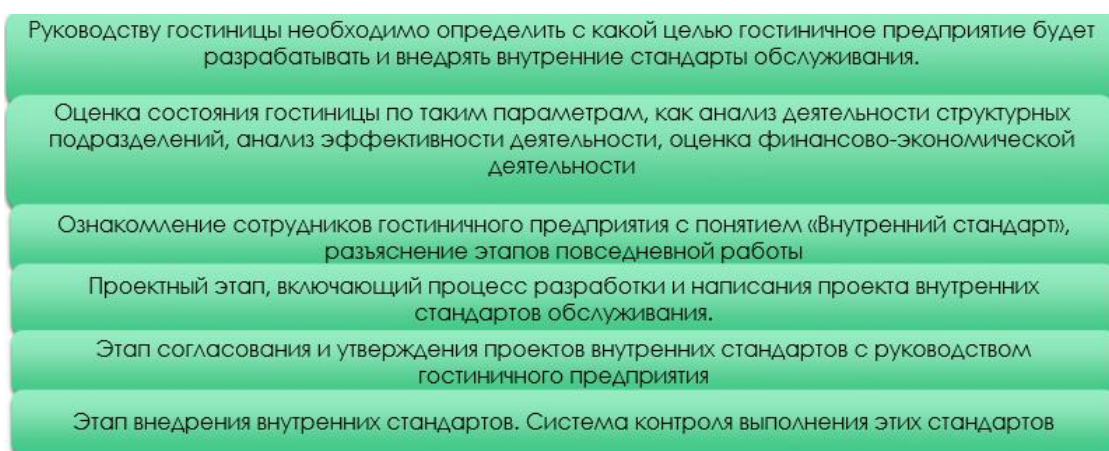 Руководству гостиницы необходимо определить с какой целью гостиничное предприятие будет
разрабатывать и внедрять внутренние стандарты обслуживания.
Оценка состояния гостиницы по таким параметрам, как анализ деятельности структурных
подразделений, анализ эффективности деятельности, оценка финансово-экономической
деятельности
Ознакомление сотрудников гостиничного предприятия с понятием «Внутренний стандарт»,
разъяснение этапов повседневной работы
Проектный этап, включающий процесс разработки и написания проекта внутренних
стандартов обслуживания.
Этап согласования и утверждения проектов внутренних стандартов с руководством
гостиничного предприятия
Этап внедрения внутренних стандартов. Система контроля выполнения этих стандартов